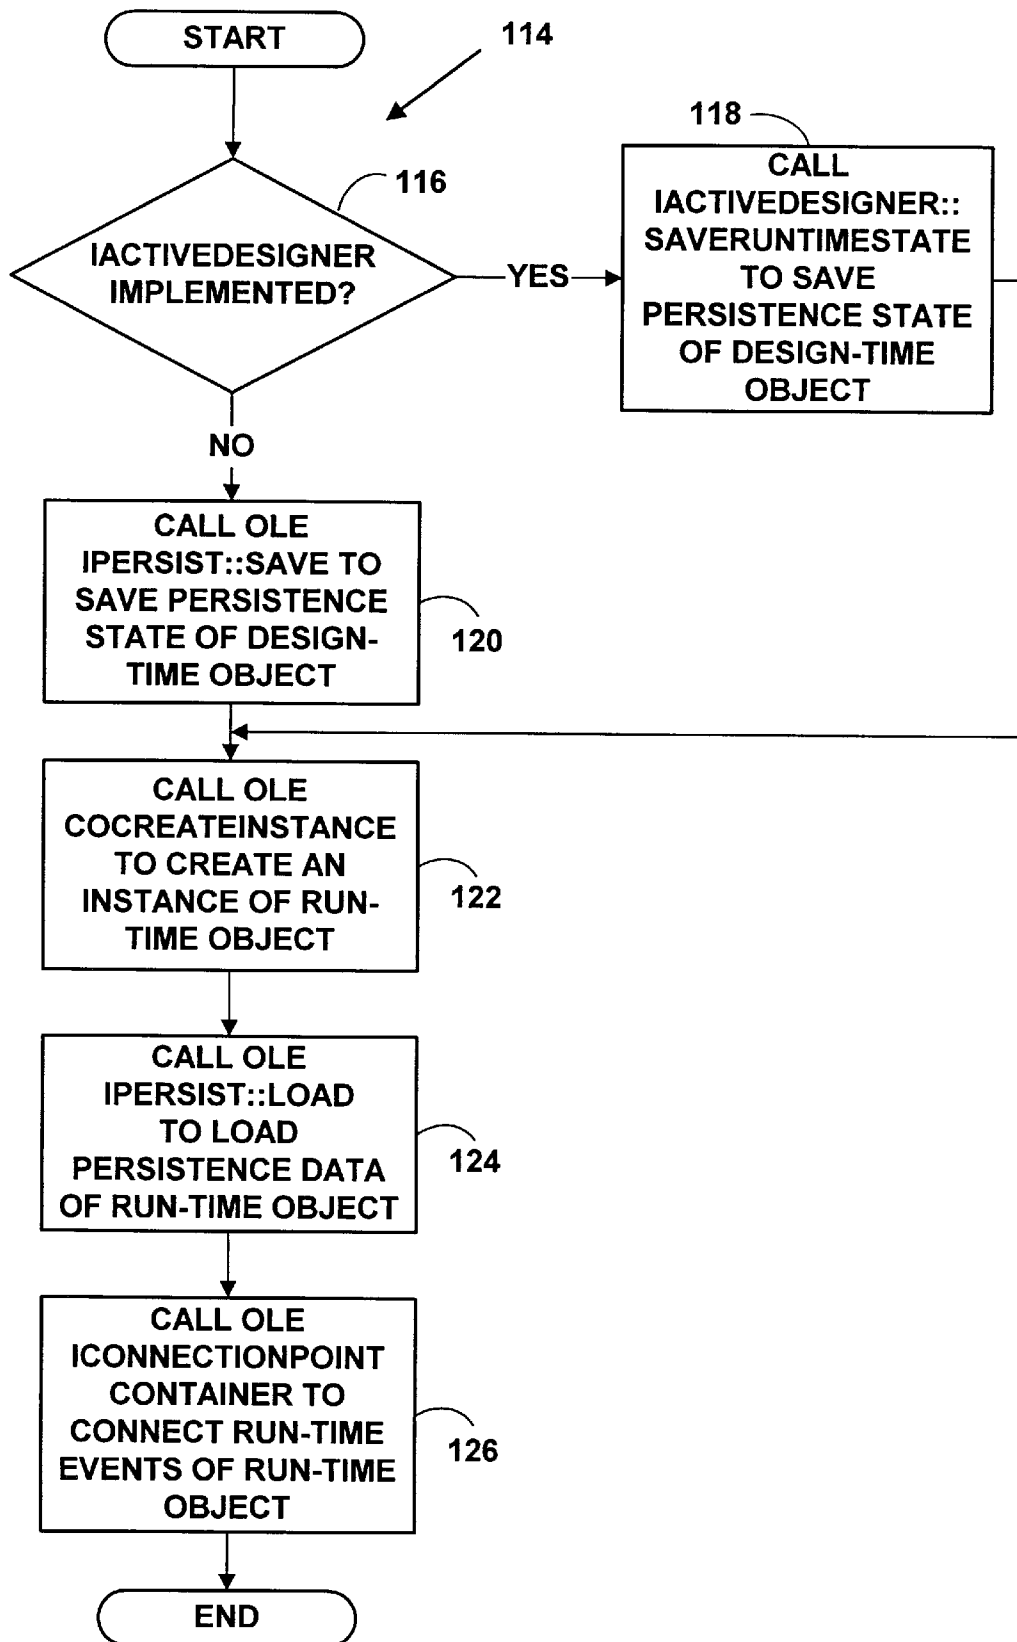 START
114
116
IACTIVEDESIGNER
IMPLEMENTED?
YES
118
CALL
IACTIVEDESIGNER::
SAVERUNTIMESTATE
TO SAVE
PERSISTENCE STATE
OF DESIGN-TIME
OBJECT
NO
CALL OLE
IPERSIST::SAVE TO
SAVE PERSISTENCE
STATE OF DESIGN-
TIME OBJECT
120
CALL OLE
COCREATEINSTANCE
TO CREATE AN
INSTANCE OF RUN-
TIME OBJECT
122
CALL OLE
IPERSIST::LOAD
TO LOAD
PERSISTENCE DATA
OF RUN-TIME OBJECT
124
CALL OLE
ICONNECTIONPOINT
CONTAINER TO
CONNECT RUN-TIME
EVENTS OF RUN-TIME
OBJECT
126
END